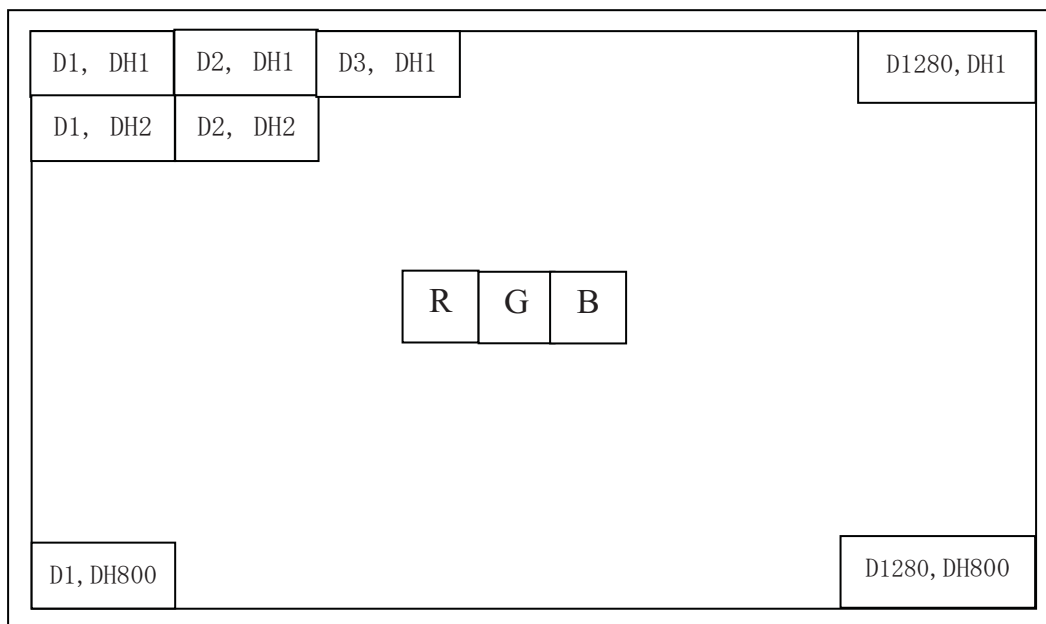 D1, DH1 D2, DH1 D3, DH1 D1280,DH1
D1, DH2 D2, DH2
R G B
D1,DH800 D1280,DH800